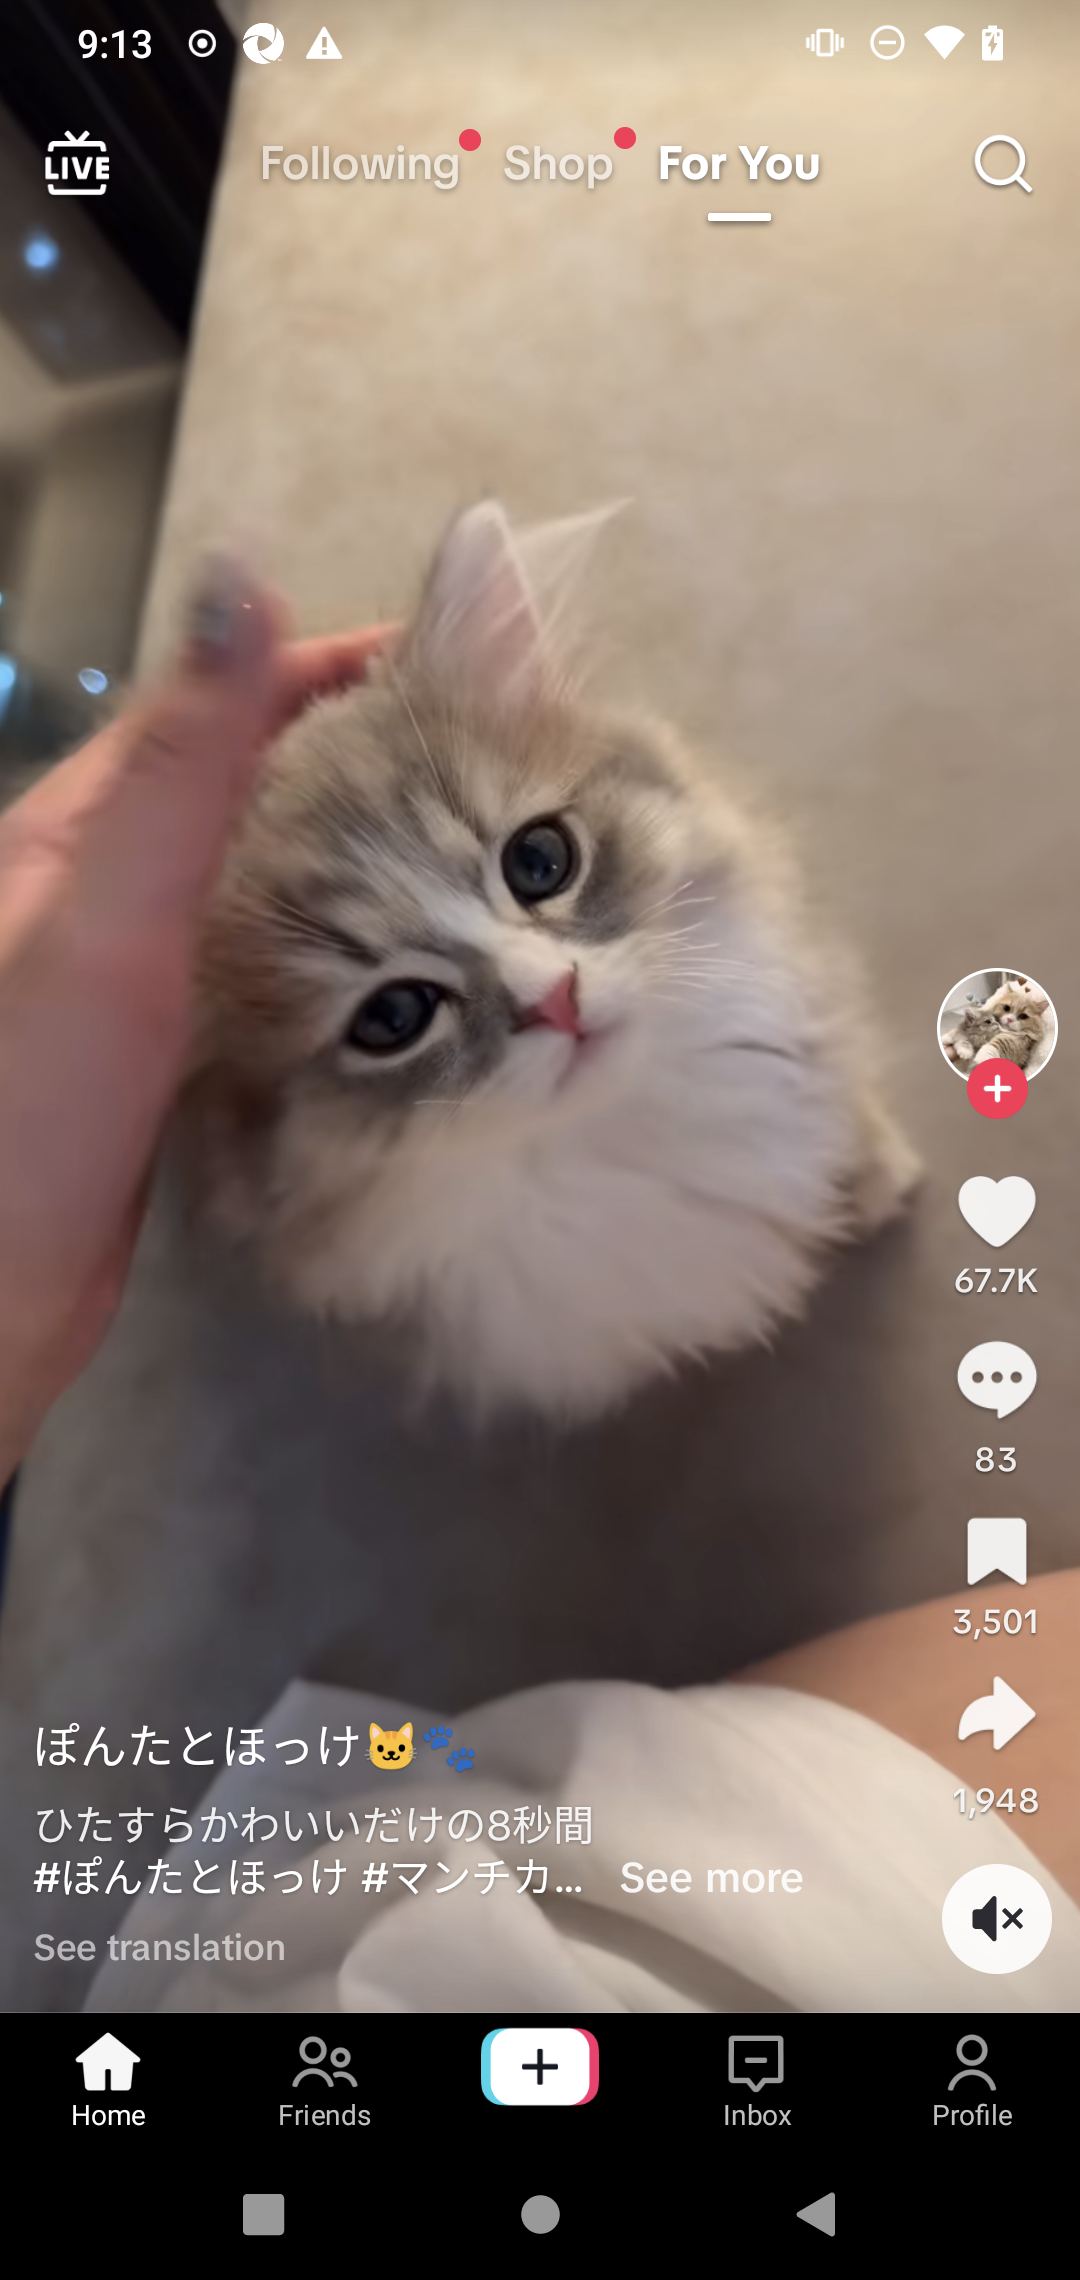 9:13
LIVE
Following
Shop
For You
67.7K
83
3,501
1,948
ぽんたとほっけ🐱🐾
ひたすらかわいいだけの8秒間
#ぽんたとほっけ #マンチカ... See more
See translation
Home
Friends
Inbox
Profile